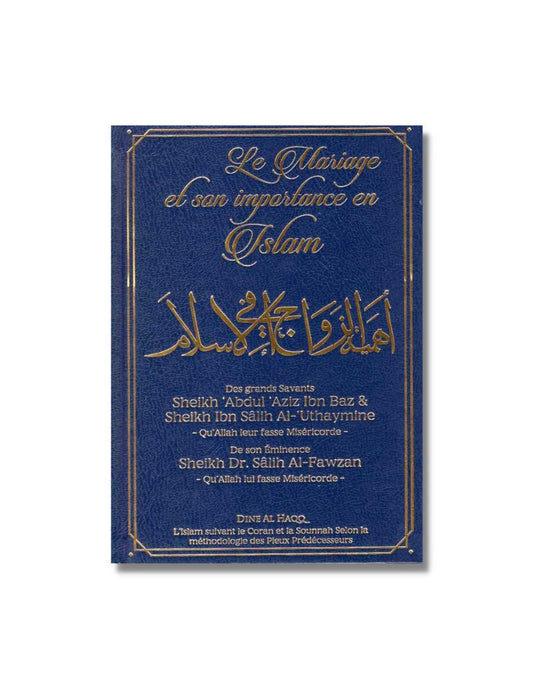 Le Mariage
et son importance en
Islam
أهمية الزواج في الإسلام
Des grands Savants
Sheikh 'Abdul 'Aziz Ibn Baz &
Sheikh Ibn Sâlih Al-'Uthaymine
- Qu'Allah leur fasse Miséricorde -
De son Éminence
Sheikh Dr. Sâlih Al-Fawzan
- Qu'Allah lui fasse Miséricorde -
Dine Al Haqq
L'Islam suivant le Coran et la Sounnah Selon la
méthodologie des Pieux Prédécesseurs